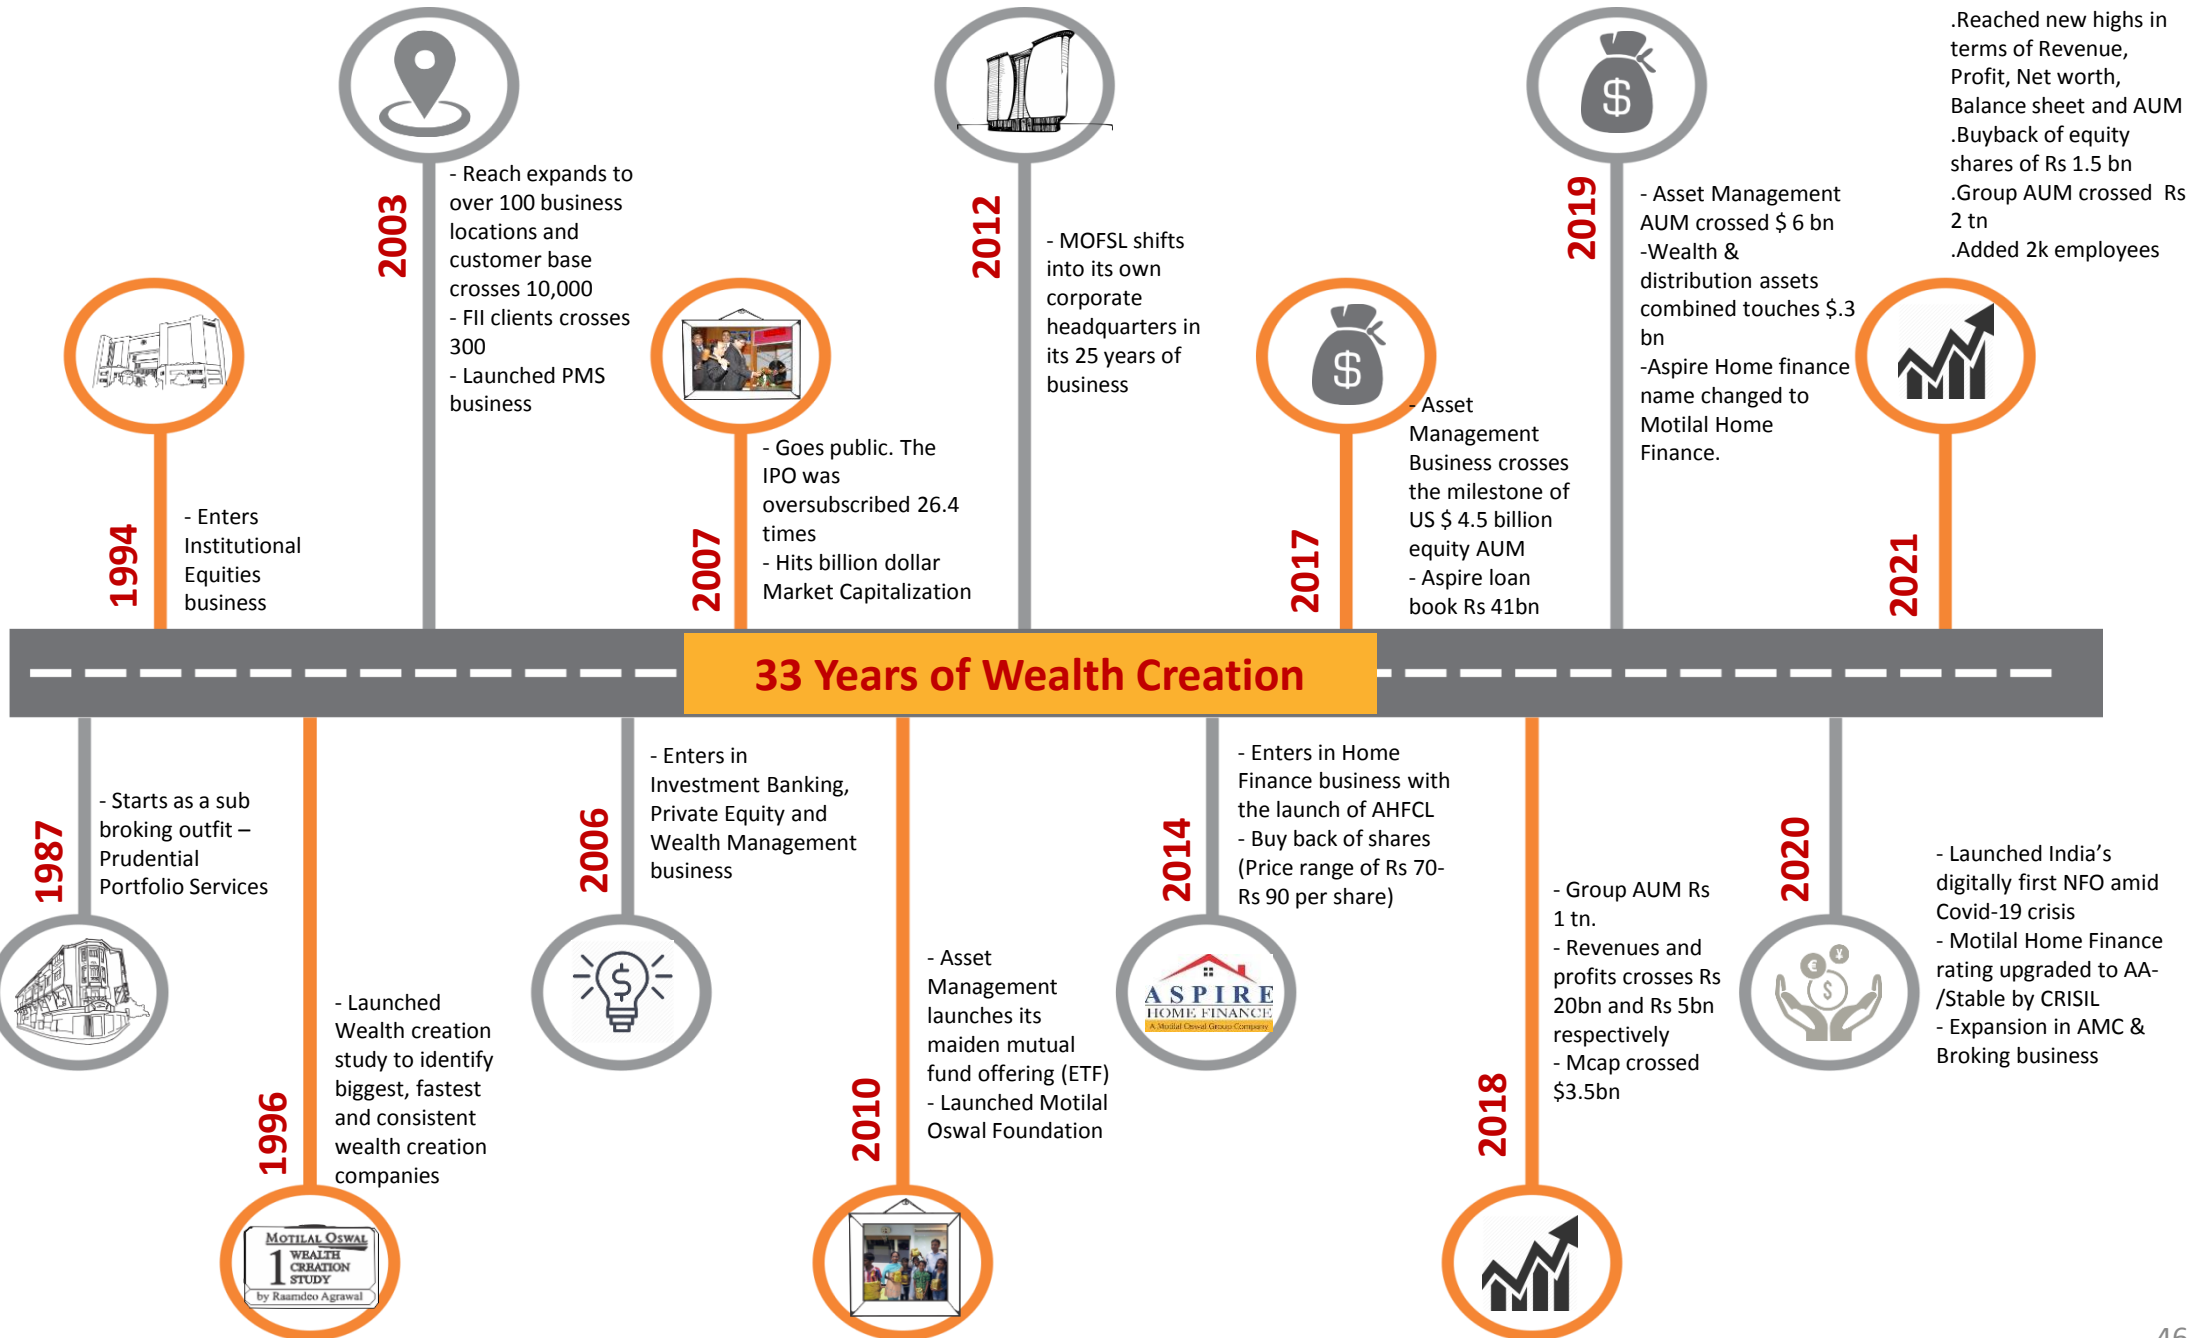 .Reached new highs in
terms of Revenue,
Profit, Net worth,
Balance sheet and AUM
.Buyback of equity
shares of Rs 1.5 bn
.Group AUM crossed  Rs
2 tn
.Added 2k employees
2003
- Reach expands to
over 100 business
locations and
customer base
crosses 10,000
- FII clients crosses
300
- Launched PMS
business
2012
- MOFSL shifts
into its own
corporate
headquarters in
its 25 years of
business
2019
- Asset Management
AUM crossed $ 6 bn
-Wealth &
distribution assets
combined touches $.3
bn
-Aspire Home finance
name changed to
Motilal Home
Finance.
1994
- Enters
Institutional
Equities
business
2007
- Goes public. The
IPO was
oversubscribed 26.4
times
- Hits billion dollar
Market Capitalization
2017
- Asset
Management
Business crosses
the milestone of
US $ 4.5 billion
equity AUM
- Aspire loan
book Rs 41bn
2021
33 Years of Wealth Creation
1987
- Starts as a sub
broking outfit –
Prudential
Portfolio Services
1996
- Launched
Wealth creation
study to identify
biggest, fastest
and consistent
wealth creation
companies
MOTILAL OSWAL
1 WEALTH
CREATION
STUDY
by Raamdeo Agrawal
2006
- Enters in
Investment Banking,
Private Equity and
Wealth Management
business
2010
- Asset
Management
launches its
maiden mutual
fund offering (ETF)
- Launched Motilal
Oswal Foundation
2014
- Enters in Home
Finance business with
the launch of AHFCL
- Buy back of shares
(Price range of Rs 70-
Rs 90 per share)
ASPIRE
HOME FINANCE
A Motilal Oswal Group Company
2018
- Group AUM Rs
1 tn.
- Revenues and
profits crosses Rs
20bn and Rs 5bn
respectively
- Mcap crossed
$3.5bn
2020
- Launched India’s
digitally first NFO amid
Covid-19 crisis
- Motilal Home Finance
rating upgraded to AA-
/Stable by CRISIL
- Expansion in AMC &
Broking business
46